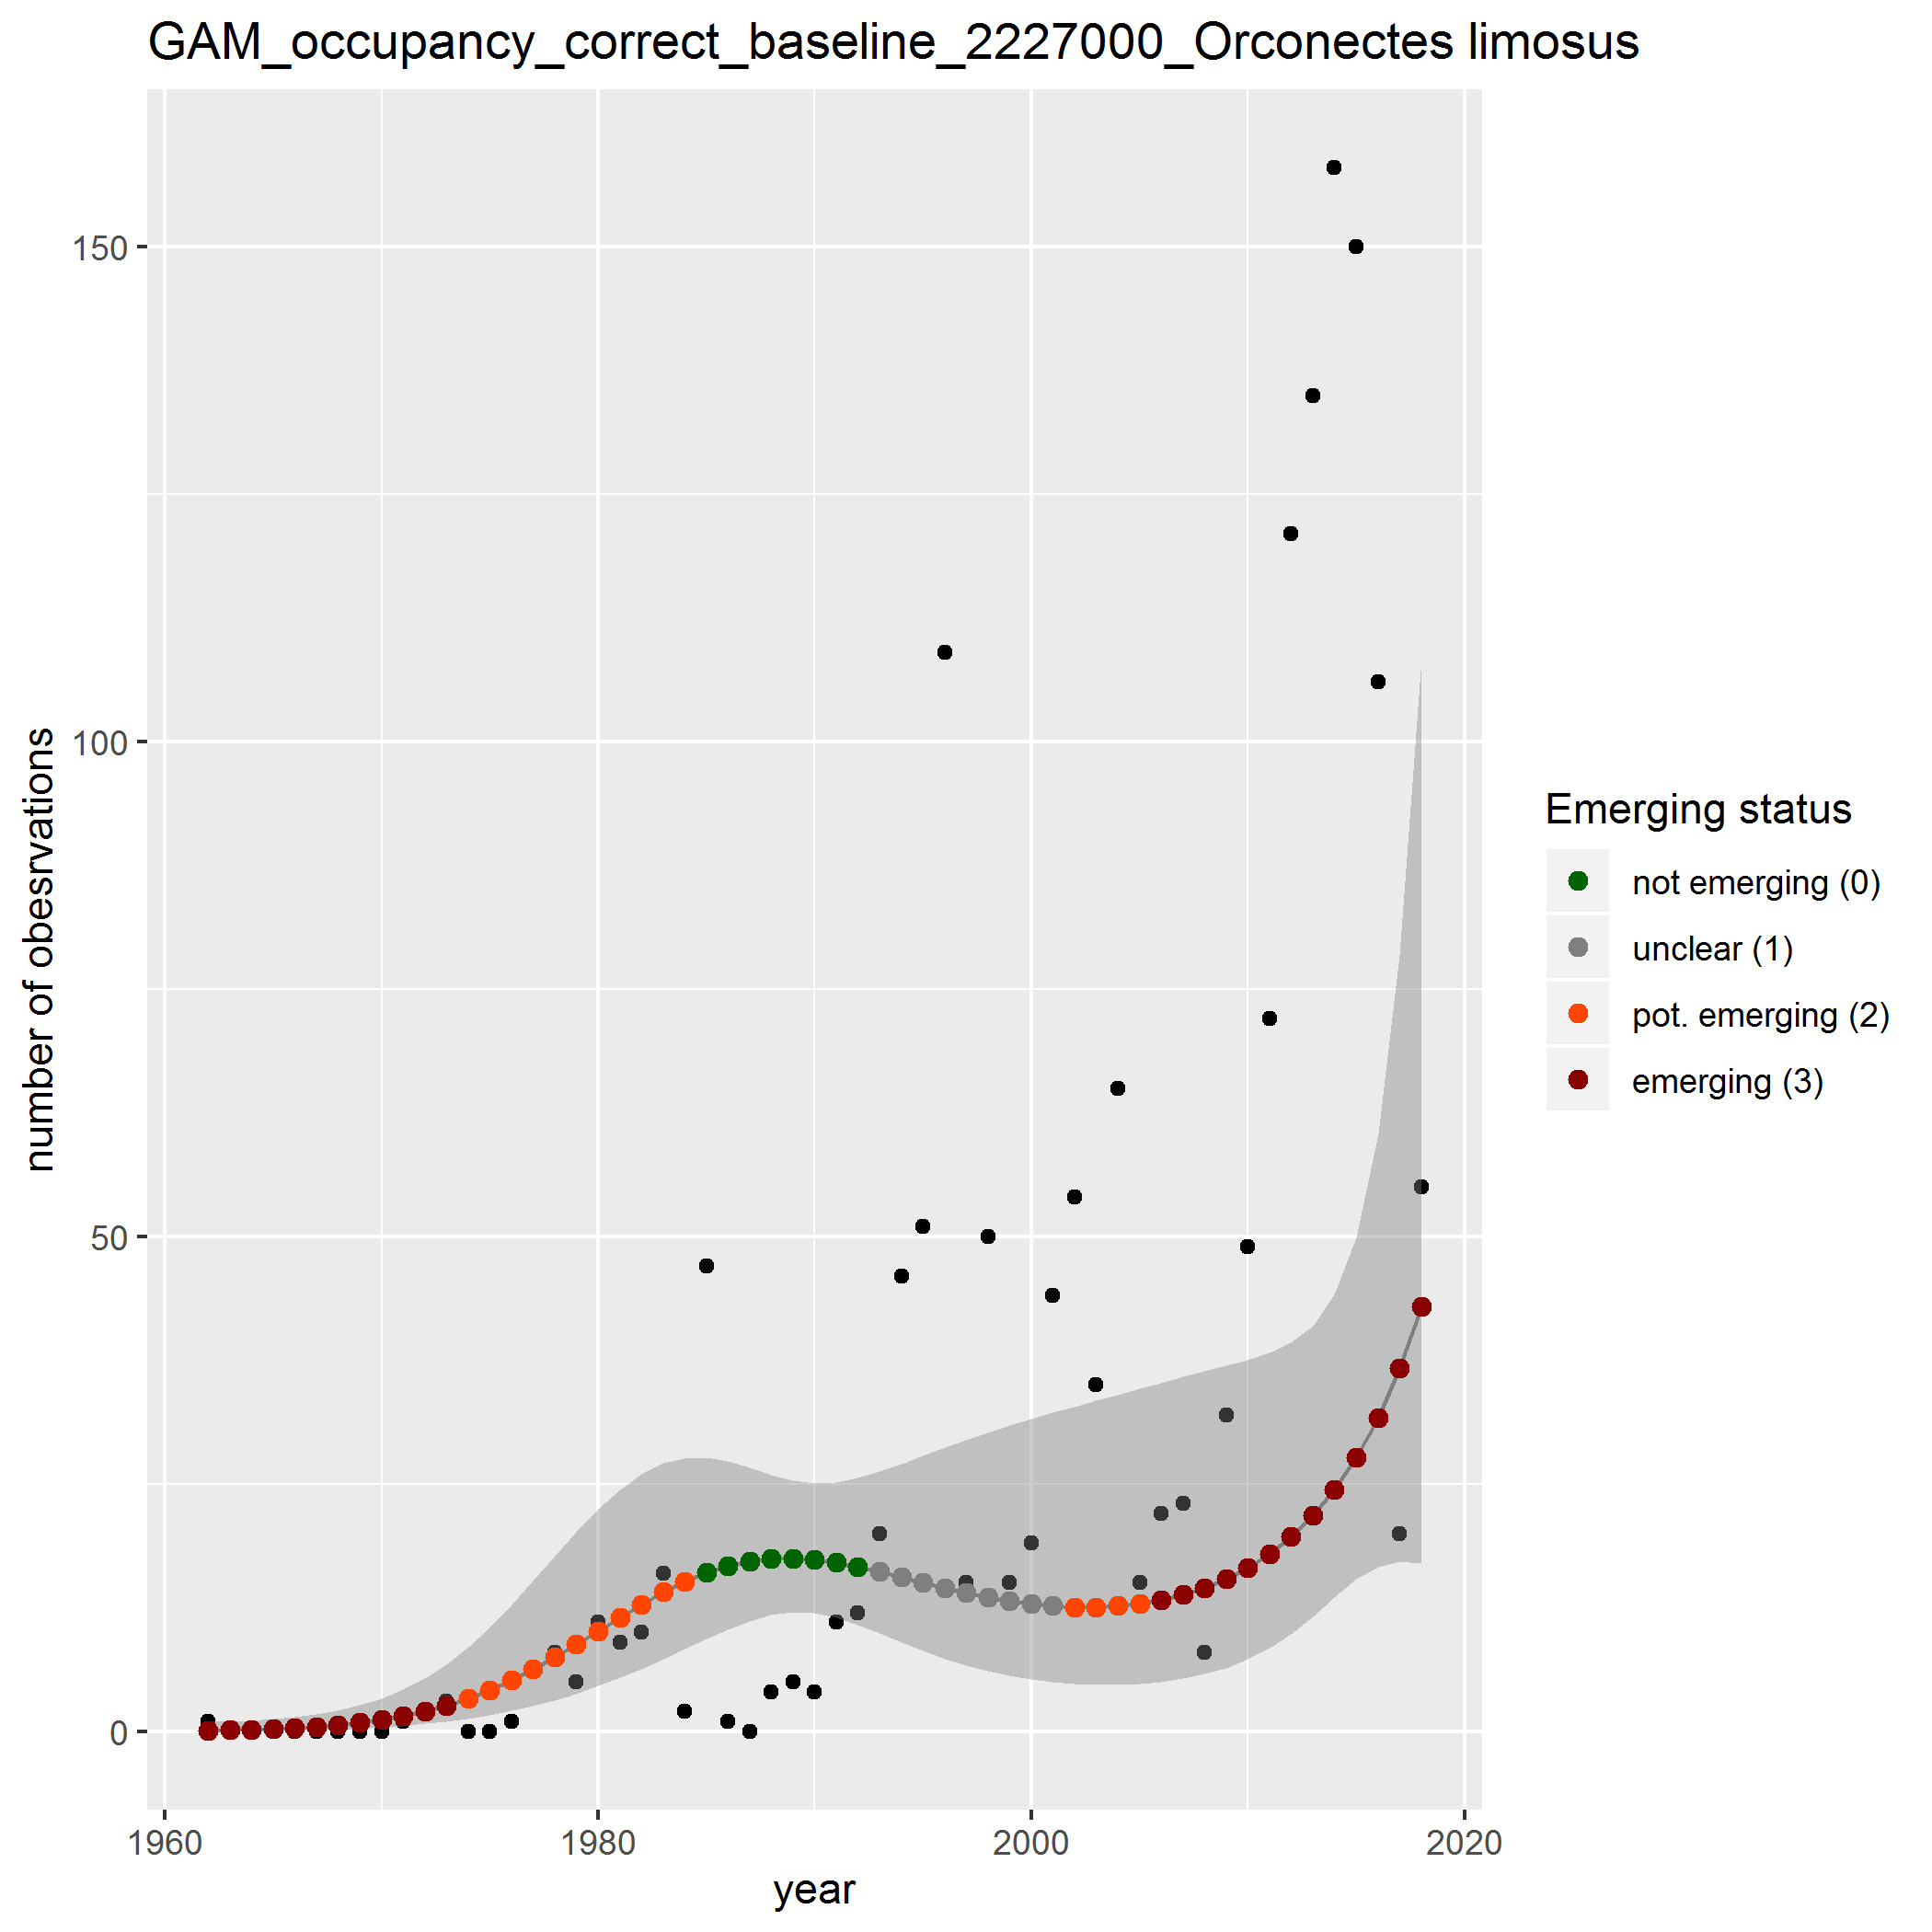 GAM_occupancy_correct_baseline_2227000_Orconectes limosus
150
100
50
0
number of obesrvations
1960
1980
2000
2020
year
Emerging status
not emerging (0)
unclear (1)
pot. emerging (2)
emerging (3)